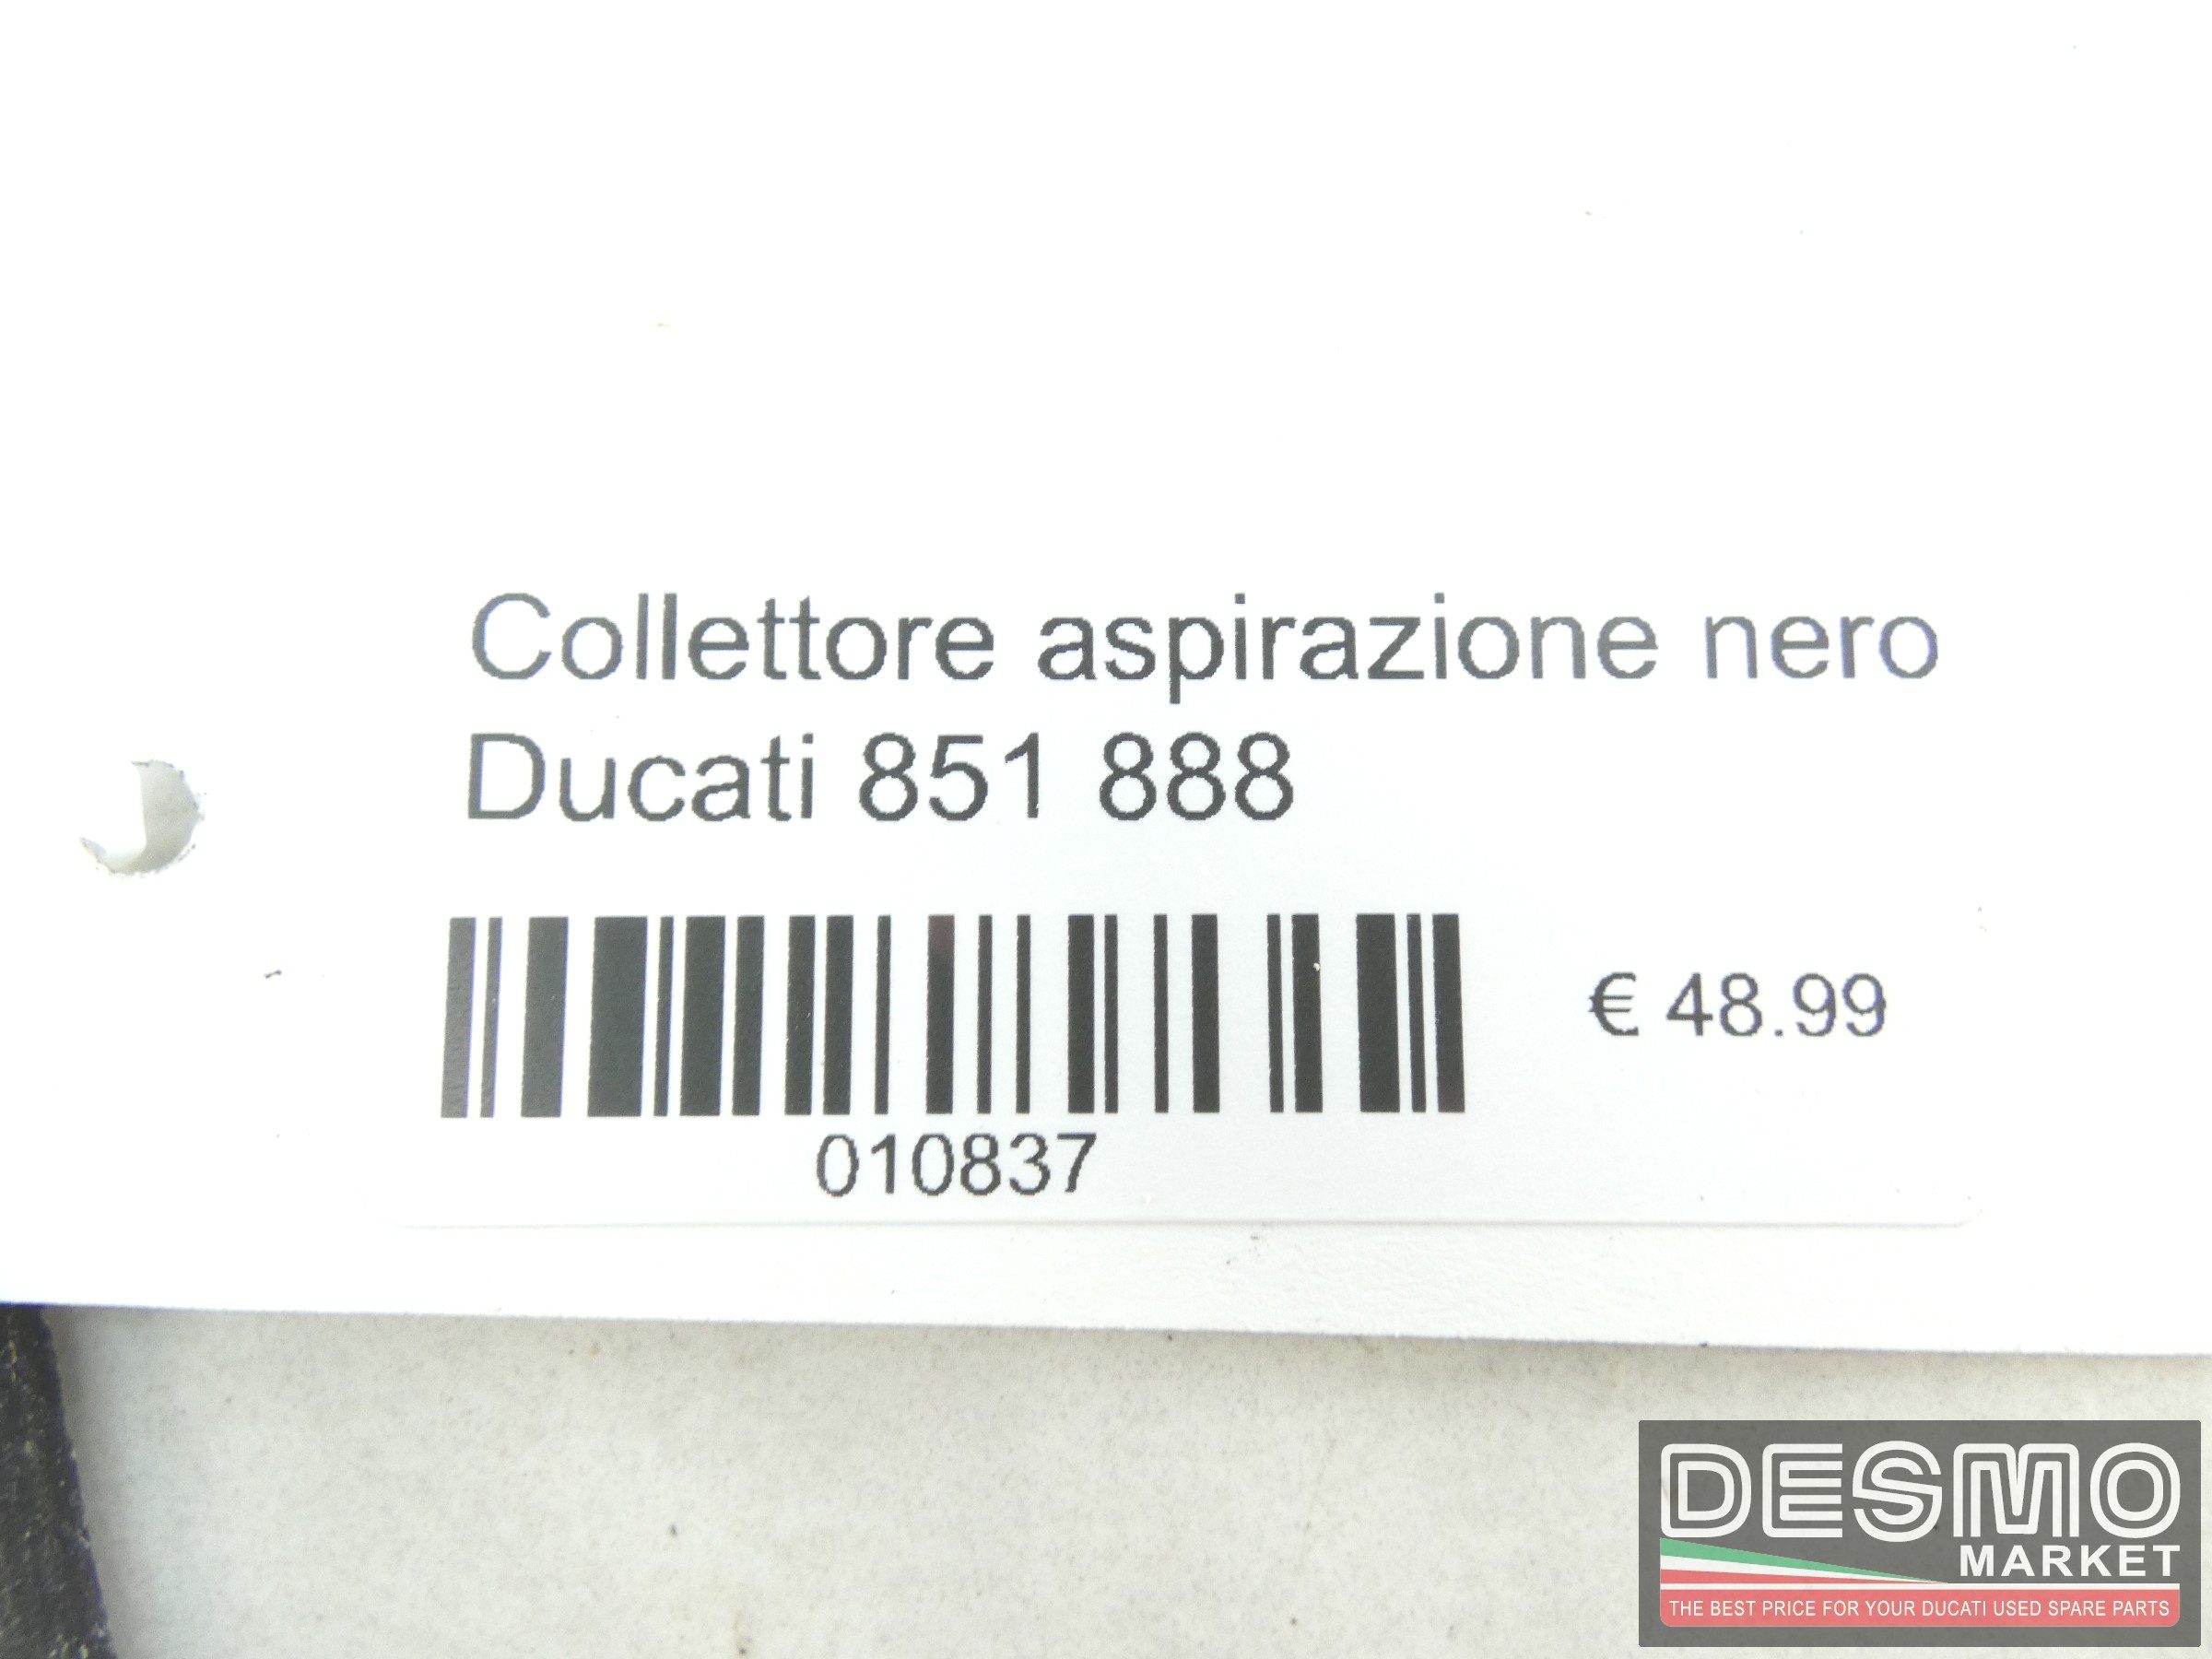 Collettore aspirazione nero
Ducati 851 888
€ 48.99
010837
DESMO
MARKET
THE BEST PRICE FOR YOUR DUCATI USED SPARE PARTS